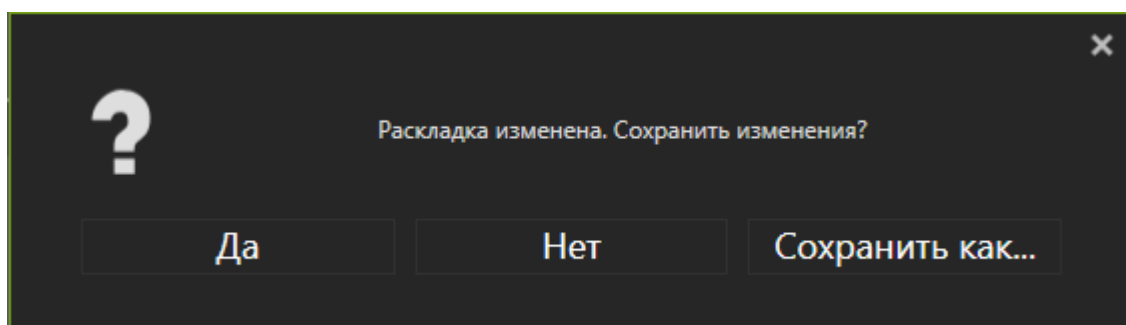 Раскладка изменена. Сохранить изменения?
Да
Нет
Сохранить как...